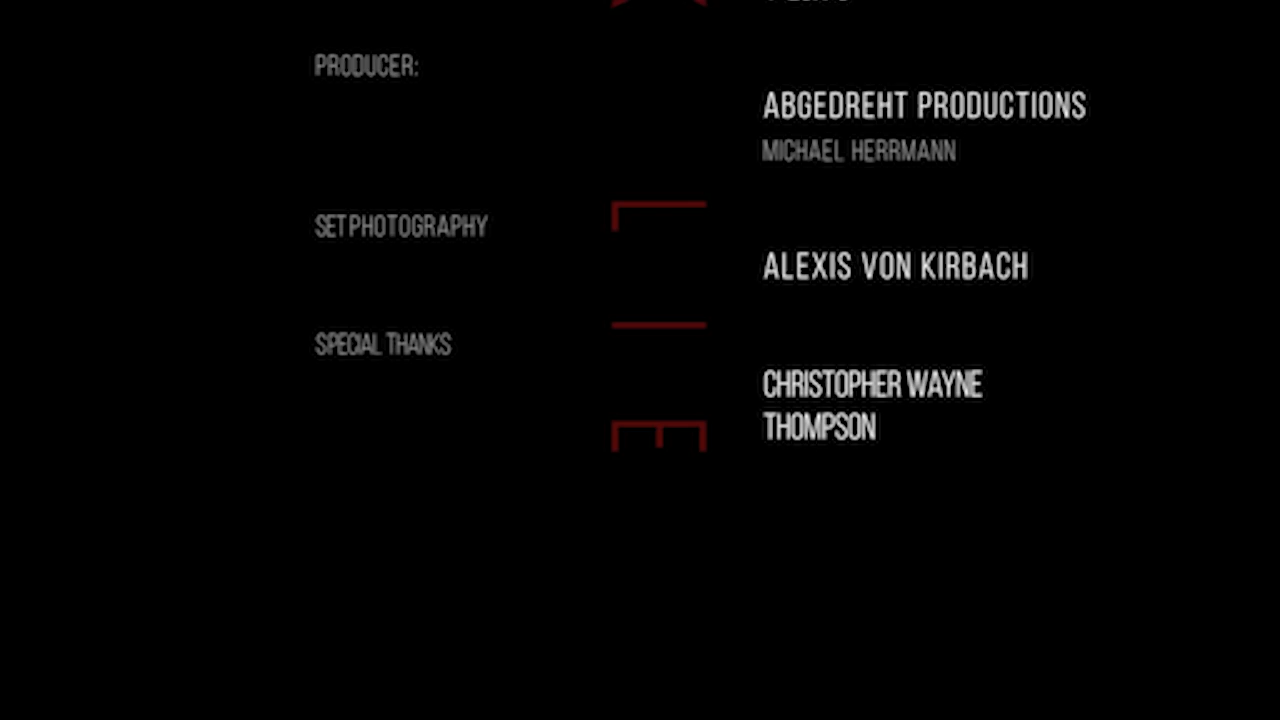 PRODUCER:
ABGEDREHT PRODUCTIONS
MICHAEL HERRMANN
SET PHOTOGRAPHY
ALEXIS VON KIRBACH
SPECIAL THANKS
CHRISTOPHER WAYNE
THOMPSON